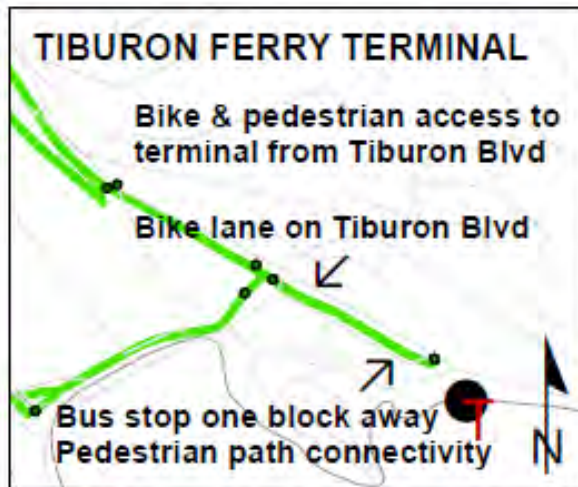 TIBURON FERRY TERMINAL
Bike & pedestrian access to
terminal from Tiburon Blvd
Bike lane on Tiburon Blvd
Bus stop one block away
Pedestrian path connectivity
T
N